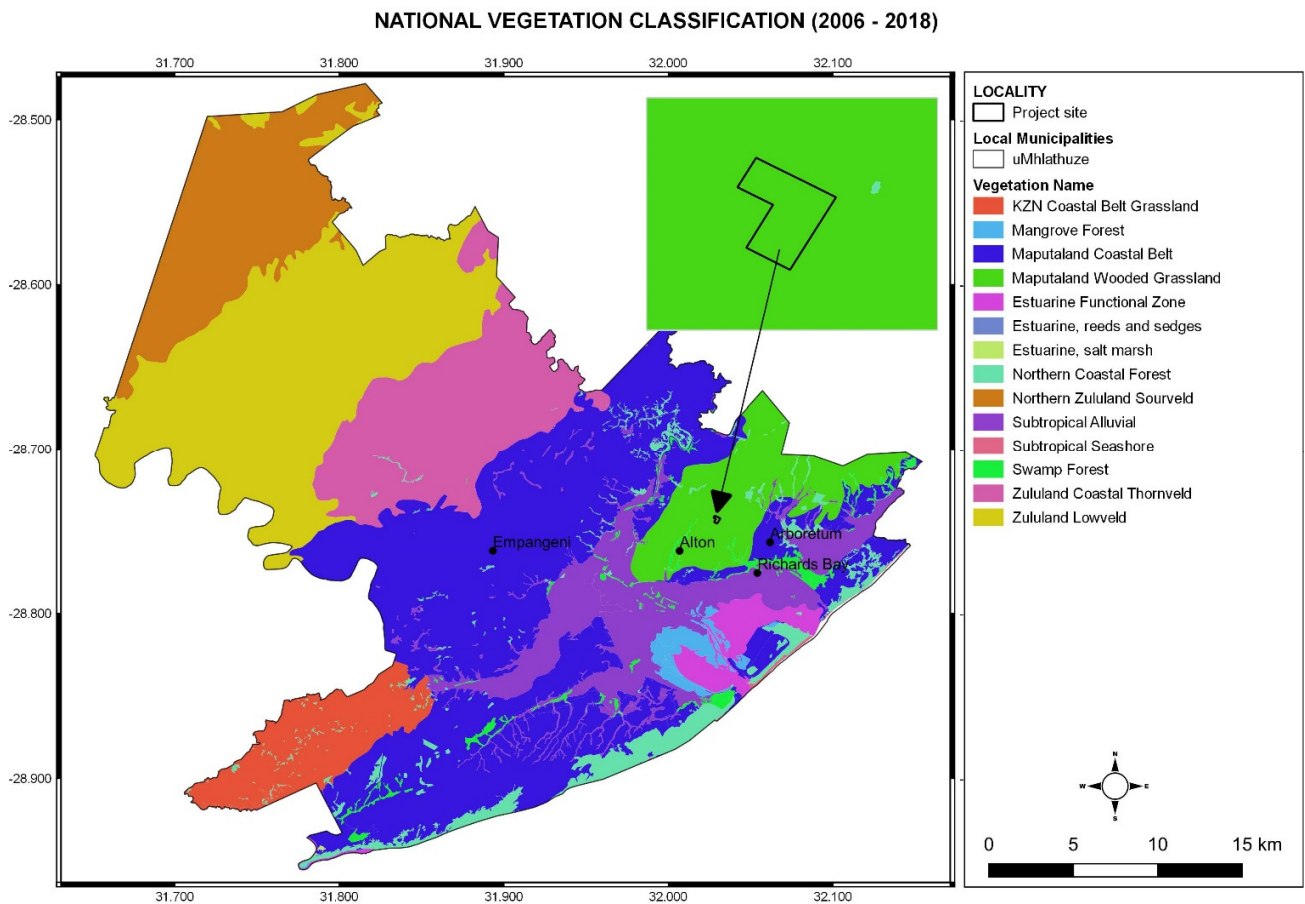 NATIONAL VEGETATION CLASSIFICATION (2006 - 2018)
31.700 31.800 31.900 32.000 32.100
-28.500
-28.600
-28.700
-28.800
-28.900
Empangeni
Alton
Arboretum
Richards Bay
31.700 31.800 31.900 32.000 32.100
LOCALITY
Project site
Local Municipalities
uMhlathuze
Vegetation Name
KZN Coastal Belt Grassland
Mangrove Forest
Maputaland Coastal Belt
Maputaland Wooded Grassland
Estuarine Functional Zone
Estuarine, reeds and sedges
Estuarine, salt marsh
Northern Coastal Forest
Northern Zululand Sourveld
Subtropical Alluvial
Subtropical Seashore
Swamp Forest
Zululand Coastal Thornveld
Zululand Lowveld
N
W E
S
0 5 10 15 km